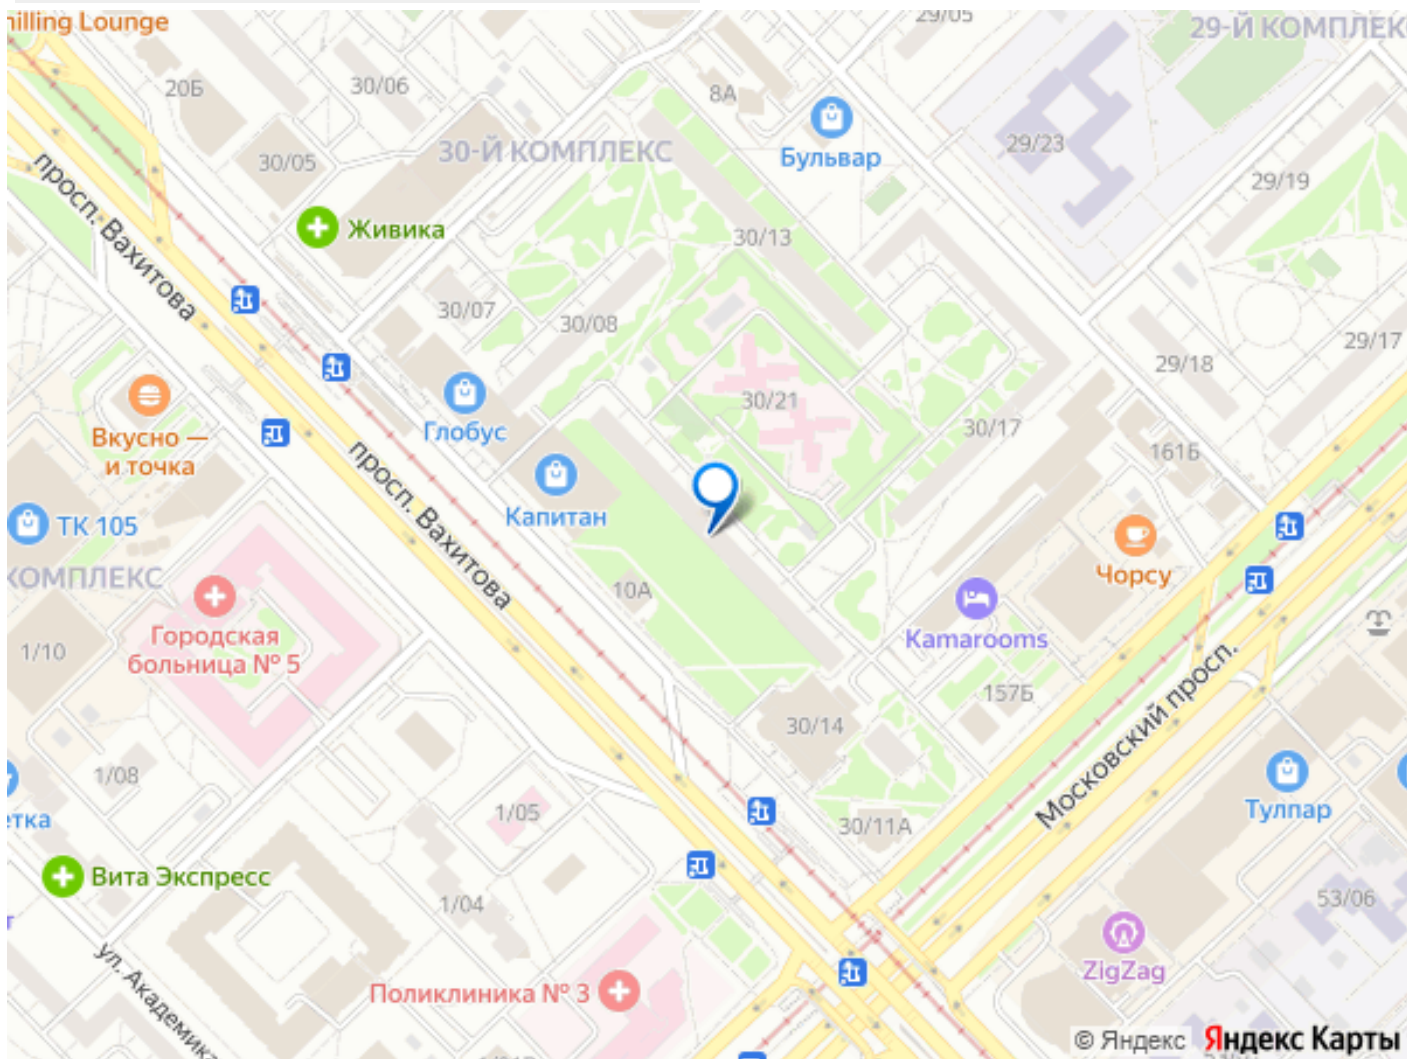 hilling Lounge
29/05
29-Й КОМПЛЕК
20Б
30/06
8А
Бульвар
29/23
30/05
30-Й КОМПЛЕКС
29/19
просп. Вахитова
Живика
30/13
30/07
30/08
29/17
29/18
30/21
Глобус
30/17
Вкусно —
и точка
161Б
просп. Вахитова
Капитан
ТК 105
КОМПЛЕКС
Чорсу
10А
Городская
больница № 5
Kamarooms
1/10
157Б
Московский просп.
30/14
1/08
тка
1/05
30/11А
Тулпар
Вита Экспресс
1/04
53/06
ул. Академика
ZigZag
Поликлиника № 3
© Яндекс
Яндекс Карты